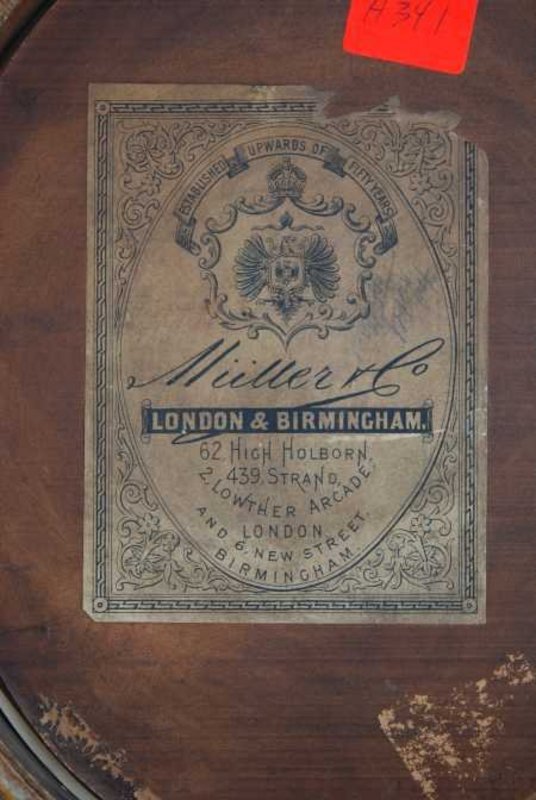 A341
ESTABLISHED UPWARDS OF FIFTY YEARS
Müller & Co
LONDON & BIRMINGHAM.
62, HIGH HOLBORN,
439, STRAND,
2, LOWTHER ARCADE,
LONDON
AND 6, NEW STREET,
BIRMINGHAM.